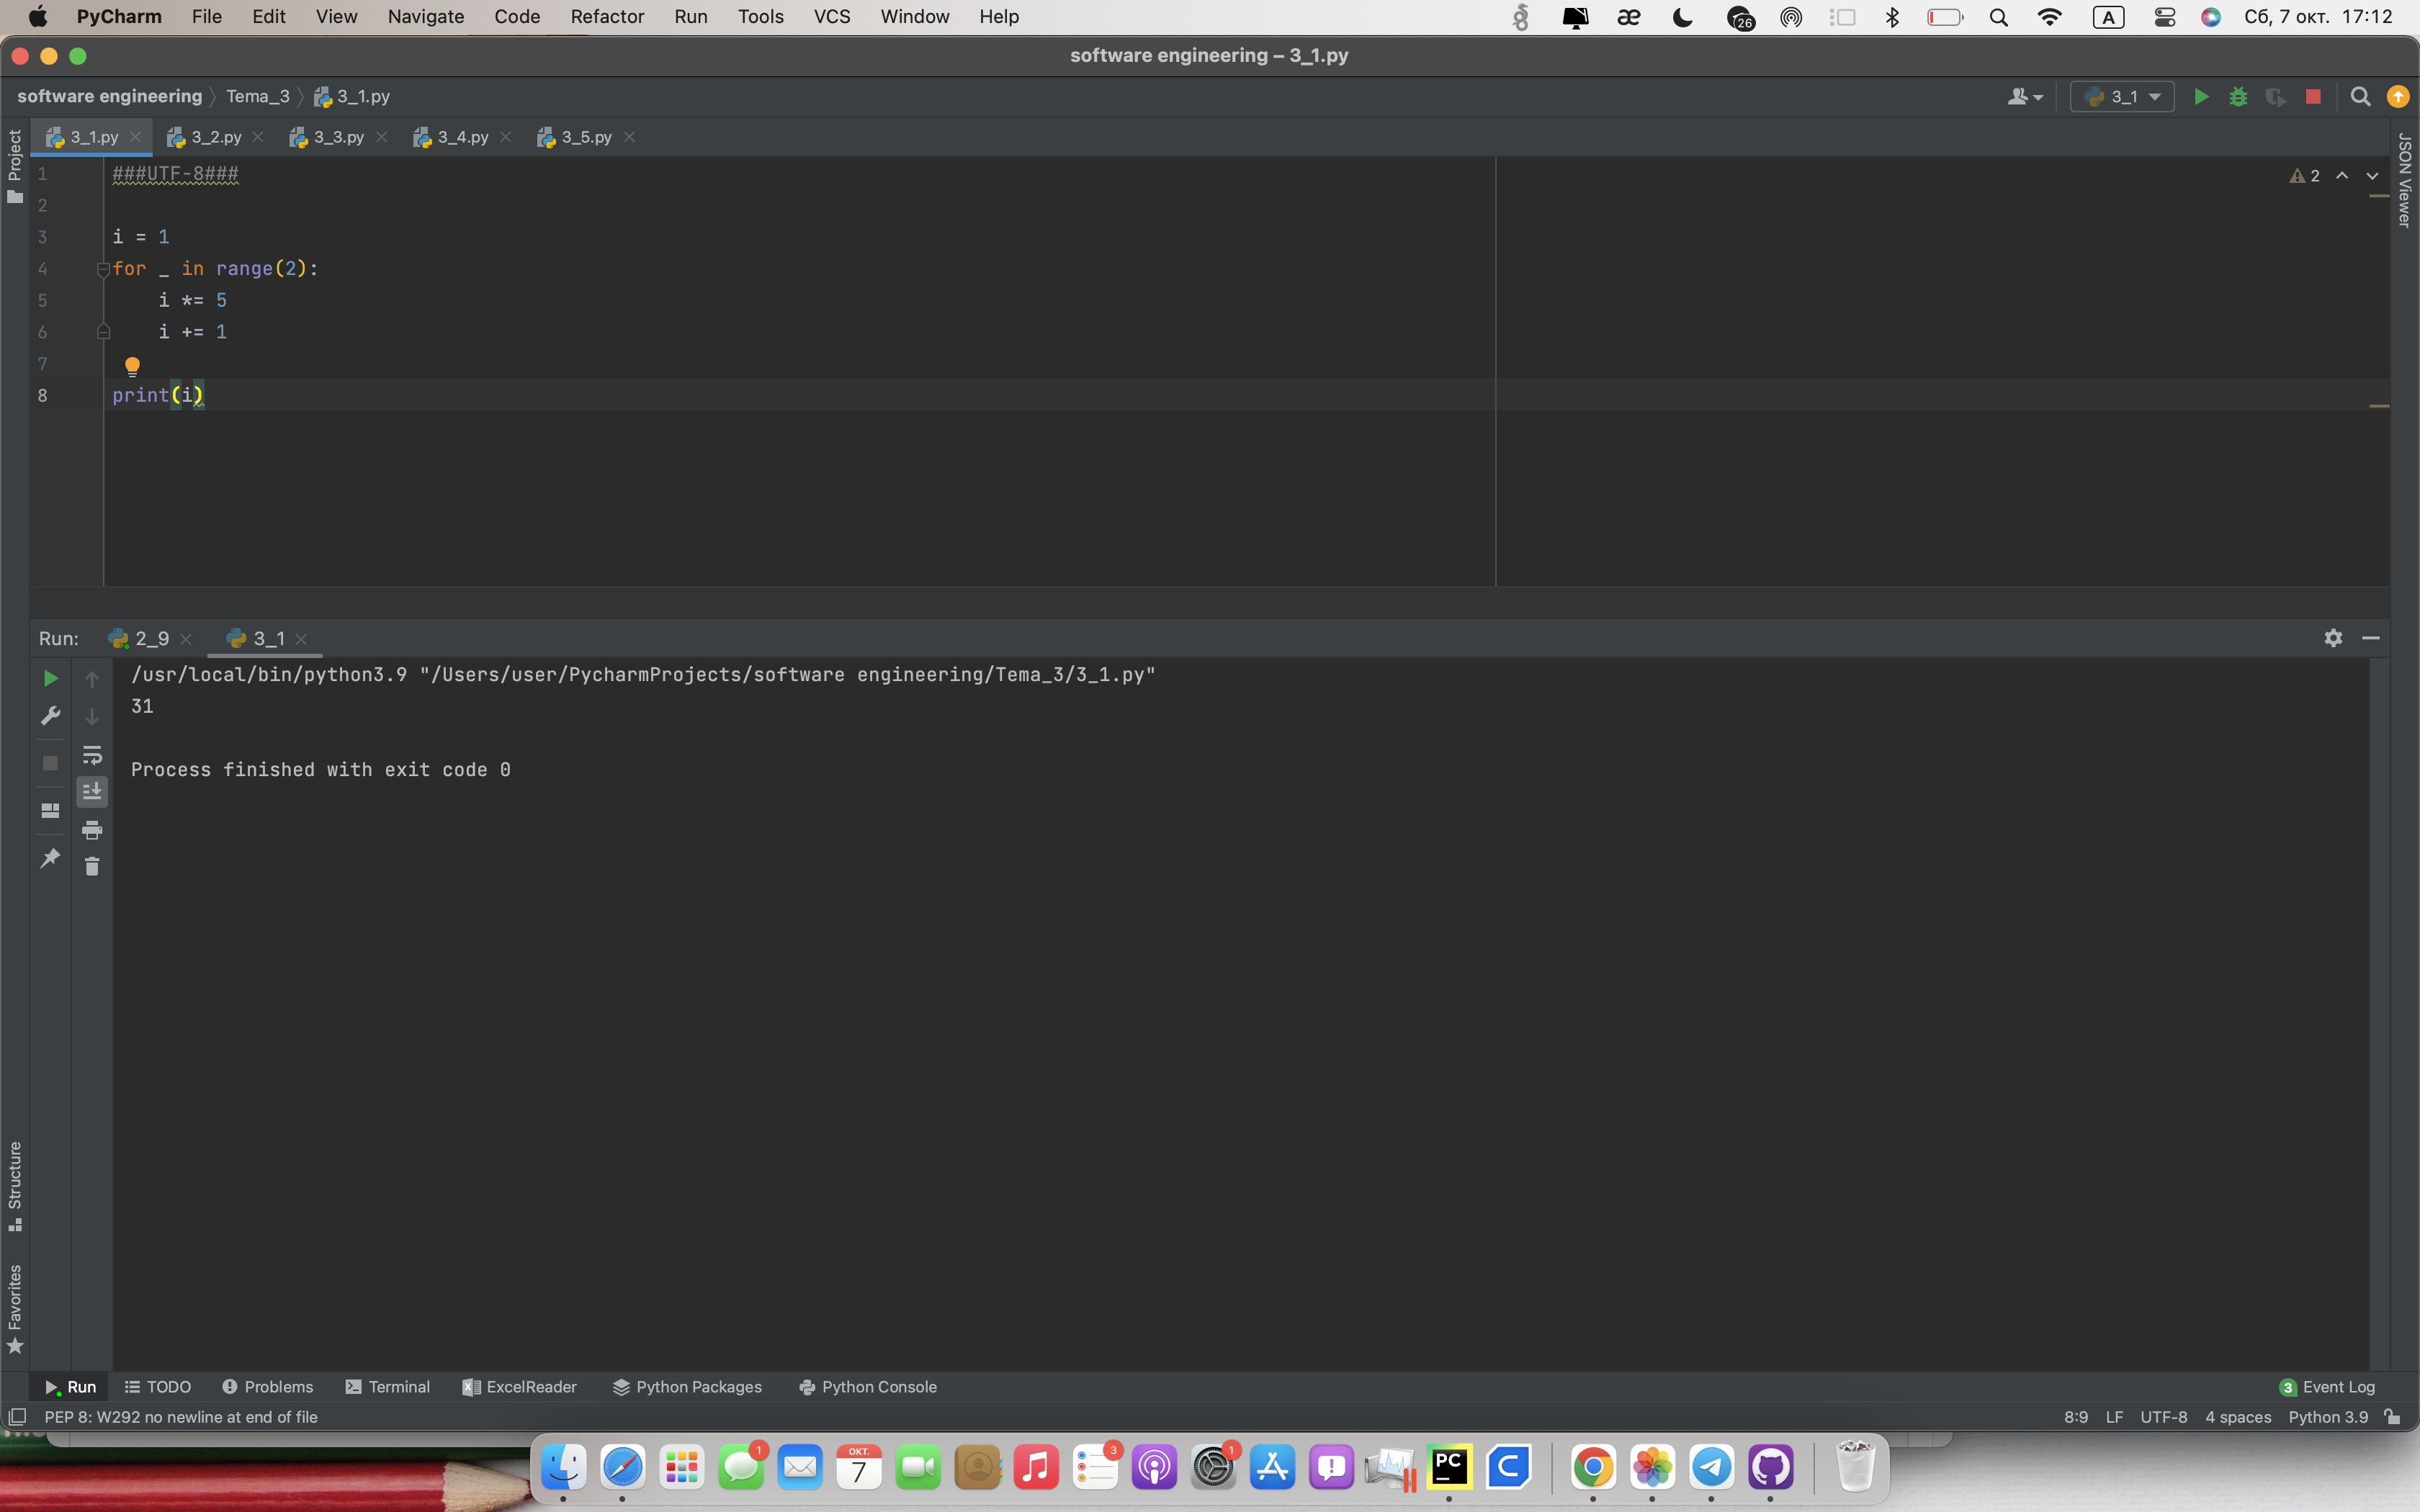 PyCharm File Edit View Navigate Code Refactor Run Tools VCS Window Help æ 26 A Сб, 7 окт. 17:12
software engineering – 3_1.py
software engineering Tema_3 3_1.py 3_1
3_1.py 3_2.py 3_3.py 3_4.py 3_5.py
Project
JSON Viewer
1 ###UTF-8### 2
2
3 i = 1
4 for _ in range(2):
5 i *= 5
6 i += 1
7
8 print(i)
Run: 2_9 3_1
/usr/local/bin/python3.9 "/Users/user/PycharmProjects/software engineering/Tema_3/3_1.py"
31
Process finished with exit code 0
Structure
Favorites
Run TODO Problems Terminal ExcelReader Python Packages Python Console 3 Event Log
PEP 8: W292 no newline at end of file 8:9 LF UTF-8 4 spaces Python 3.9
1 ОКТ. 7 3 1 PC C